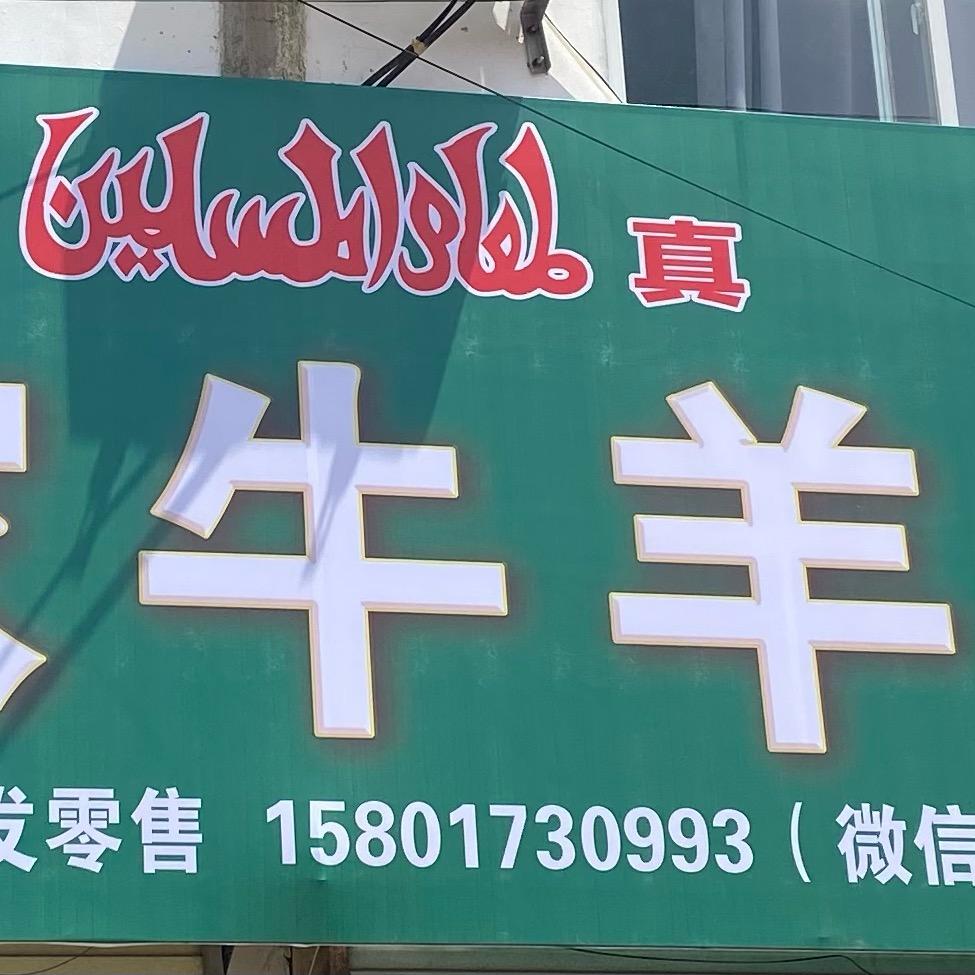 طعام المسلمين 真
牛羊
发零售 15801730993（微信